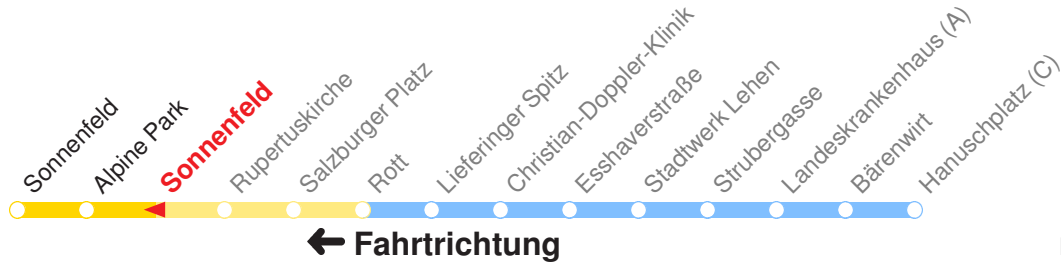 Sonnenfeld
Alpine Park
Sonnenfeld
Rupertuskirche
Salzburger Platz
Rott
Lieferinger Spitz
Christian-Doppler-Klinik
Esshaverstraße
Stadtwerk Lehen
Strubergasse
Landeskrankenhaus (A)
Bärenwirt
Hanuschplatz (C)
← Fahrtrichtung